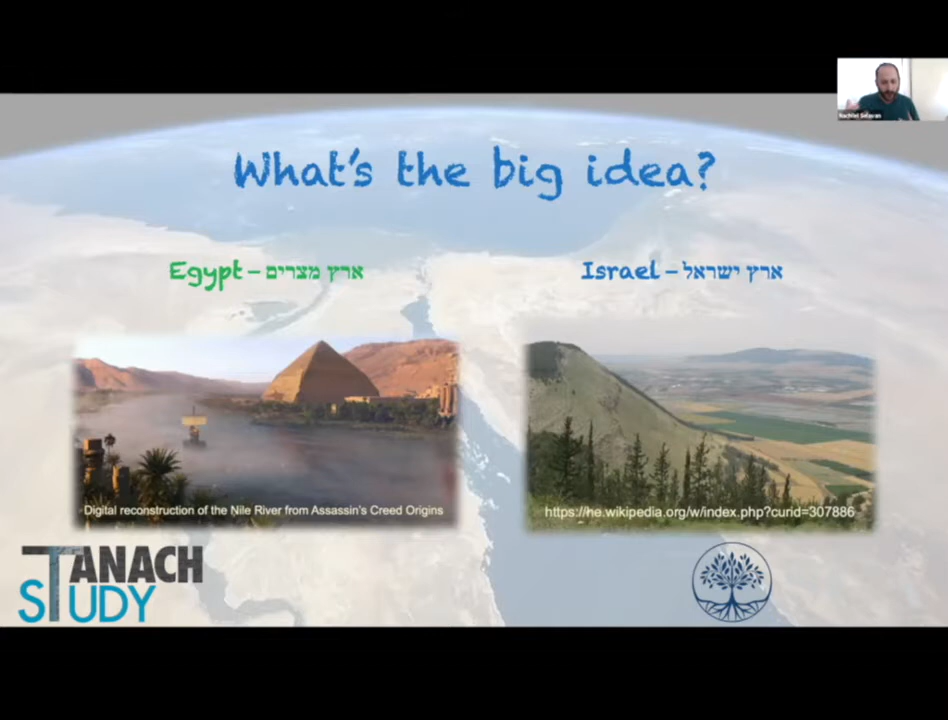 What's the big idea?
Egypt – ארץ מצרים
Israel – ארץ ישראל
Digital reconstruction of the Nile River from Assassin's Creed Origins
https://he.wikipedia.org/w/index.php?curid=307886
TANACH
STUDY